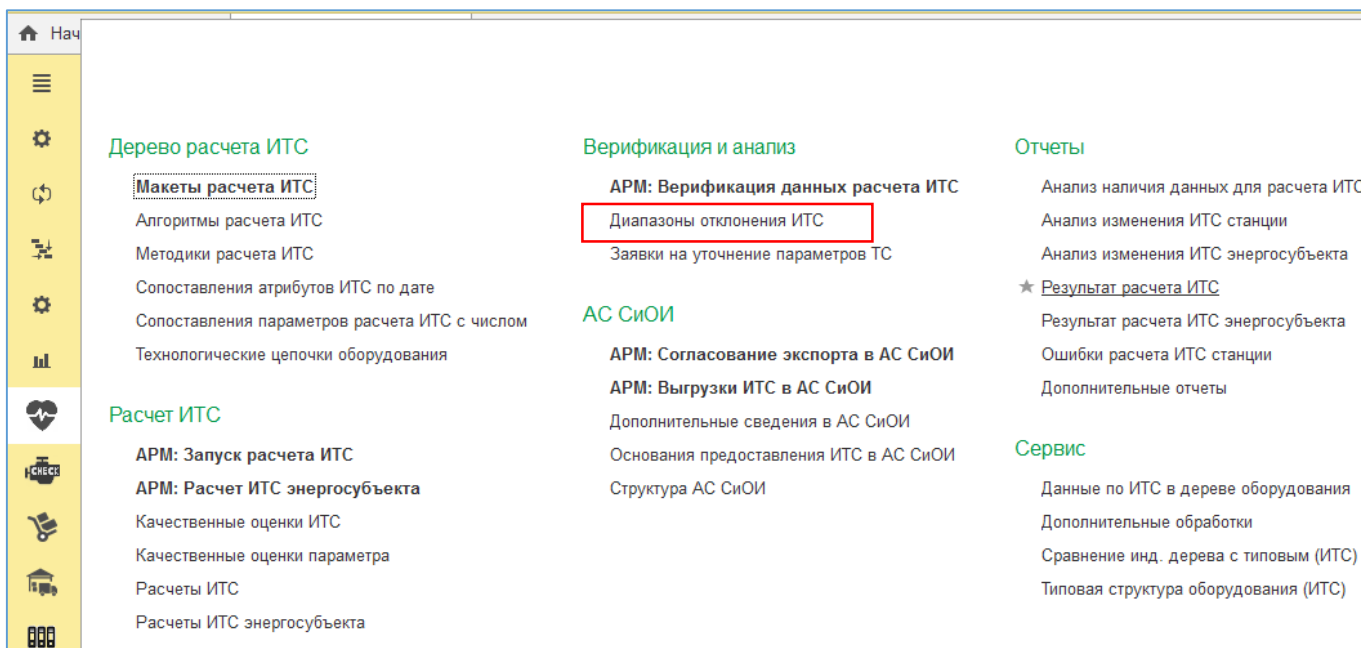 Нач
Дерево расчета ИТС
Макеты расчета ИТС
Алгоритмы расчета ИТС
Методики расчета ИТС
Сопоставления атрибутов ИТС по дате
Сопоставления параметров расчета ИТС с числом
Технологические цепочки оборудования
Расчет ИТС
АРМ: Запуск расчета ИТС
АРМ: Расчет ИТС энергосубъекта
Качественные оценки ИТС
Качественные оценки параметра
Расчеты ИТС
Расчеты ИТС энергосубъекта
Верификация и анализ
АРМ: Верификация данных расчета ИТС
Диапазоны отклонения ИТС
Заявки на уточнение параметров ТС
АС СиОИ
АРМ: Согласование экспорта в АС СиОИ
АРМ: Выгрузки ИТС в АС СиОИ
Дополнительные сведения в АС СиОИ
Основания предоставления ИТС в АС СиОИ
Структура АС СиОИ
Отчеты
Анализ наличия данных для расчета ИТС
Анализ изменения ИТС станции
Анализ изменения ИТС энергосубъекта
Результат расчета ИТС
Результат расчета ИТС энергосубъекта
Ошибки расчета ИТС станции
Дополнительные отчеты
Сервис
Данные по ИТС в дереве оборудования
Дополнительные обработки
Сравнение инд. дерева с типовым (ИТС)
Типовая структура оборудования (ИТС)
CHECK